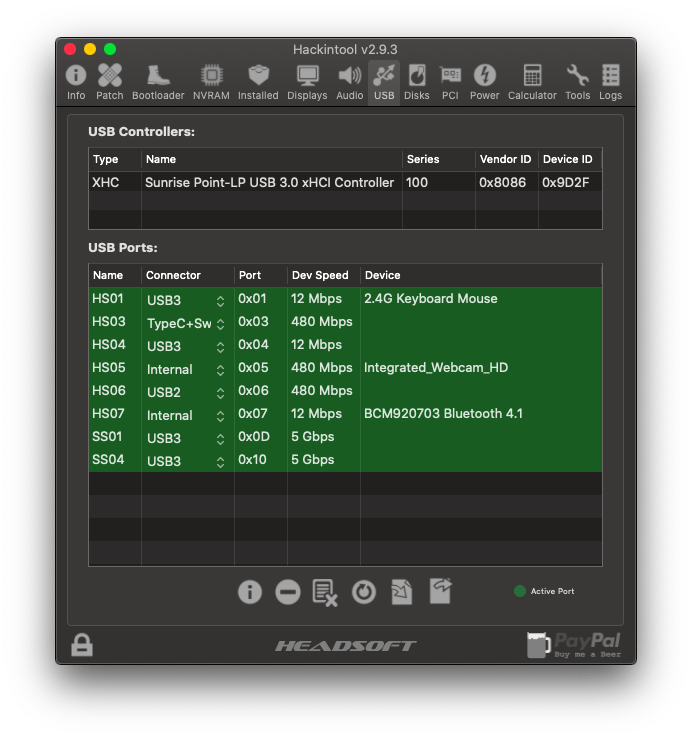 Hackintool v2.9.3
Info Patch Bootloader NVRAM Installed Displays Audio USB Disks PCI Power Calculator Tools Logs
USB Controllers:
Type Name Series Vendor ID Device ID
XHC Sunrise Point-LP USB 3.0 xHCI Controller 100 0x8086 0x9D2F
USB Ports:
Name Connector Port Dev Speed Device
HS01 USB3 0x01 12 Mbps 2.4G Keyboard Mouse
HS03 TypeC+Sw 0x03 480 Mbps
HS04 USB3 0x04 12 Mbps
HS05 Internal 0x05 480 Mbps Integrated_Webcam_HD
HS06 USB2 0x06 480 Mbps
HS07 Internal 0x07 12 Mbps BCM920703 Bluetooth 4.1
SS01 USB3 0x0D 5 Gbps
SS04 USB3 0x10 5 Gbps
Active Port
HEADSOFT
PayPal
Buy me a Beer